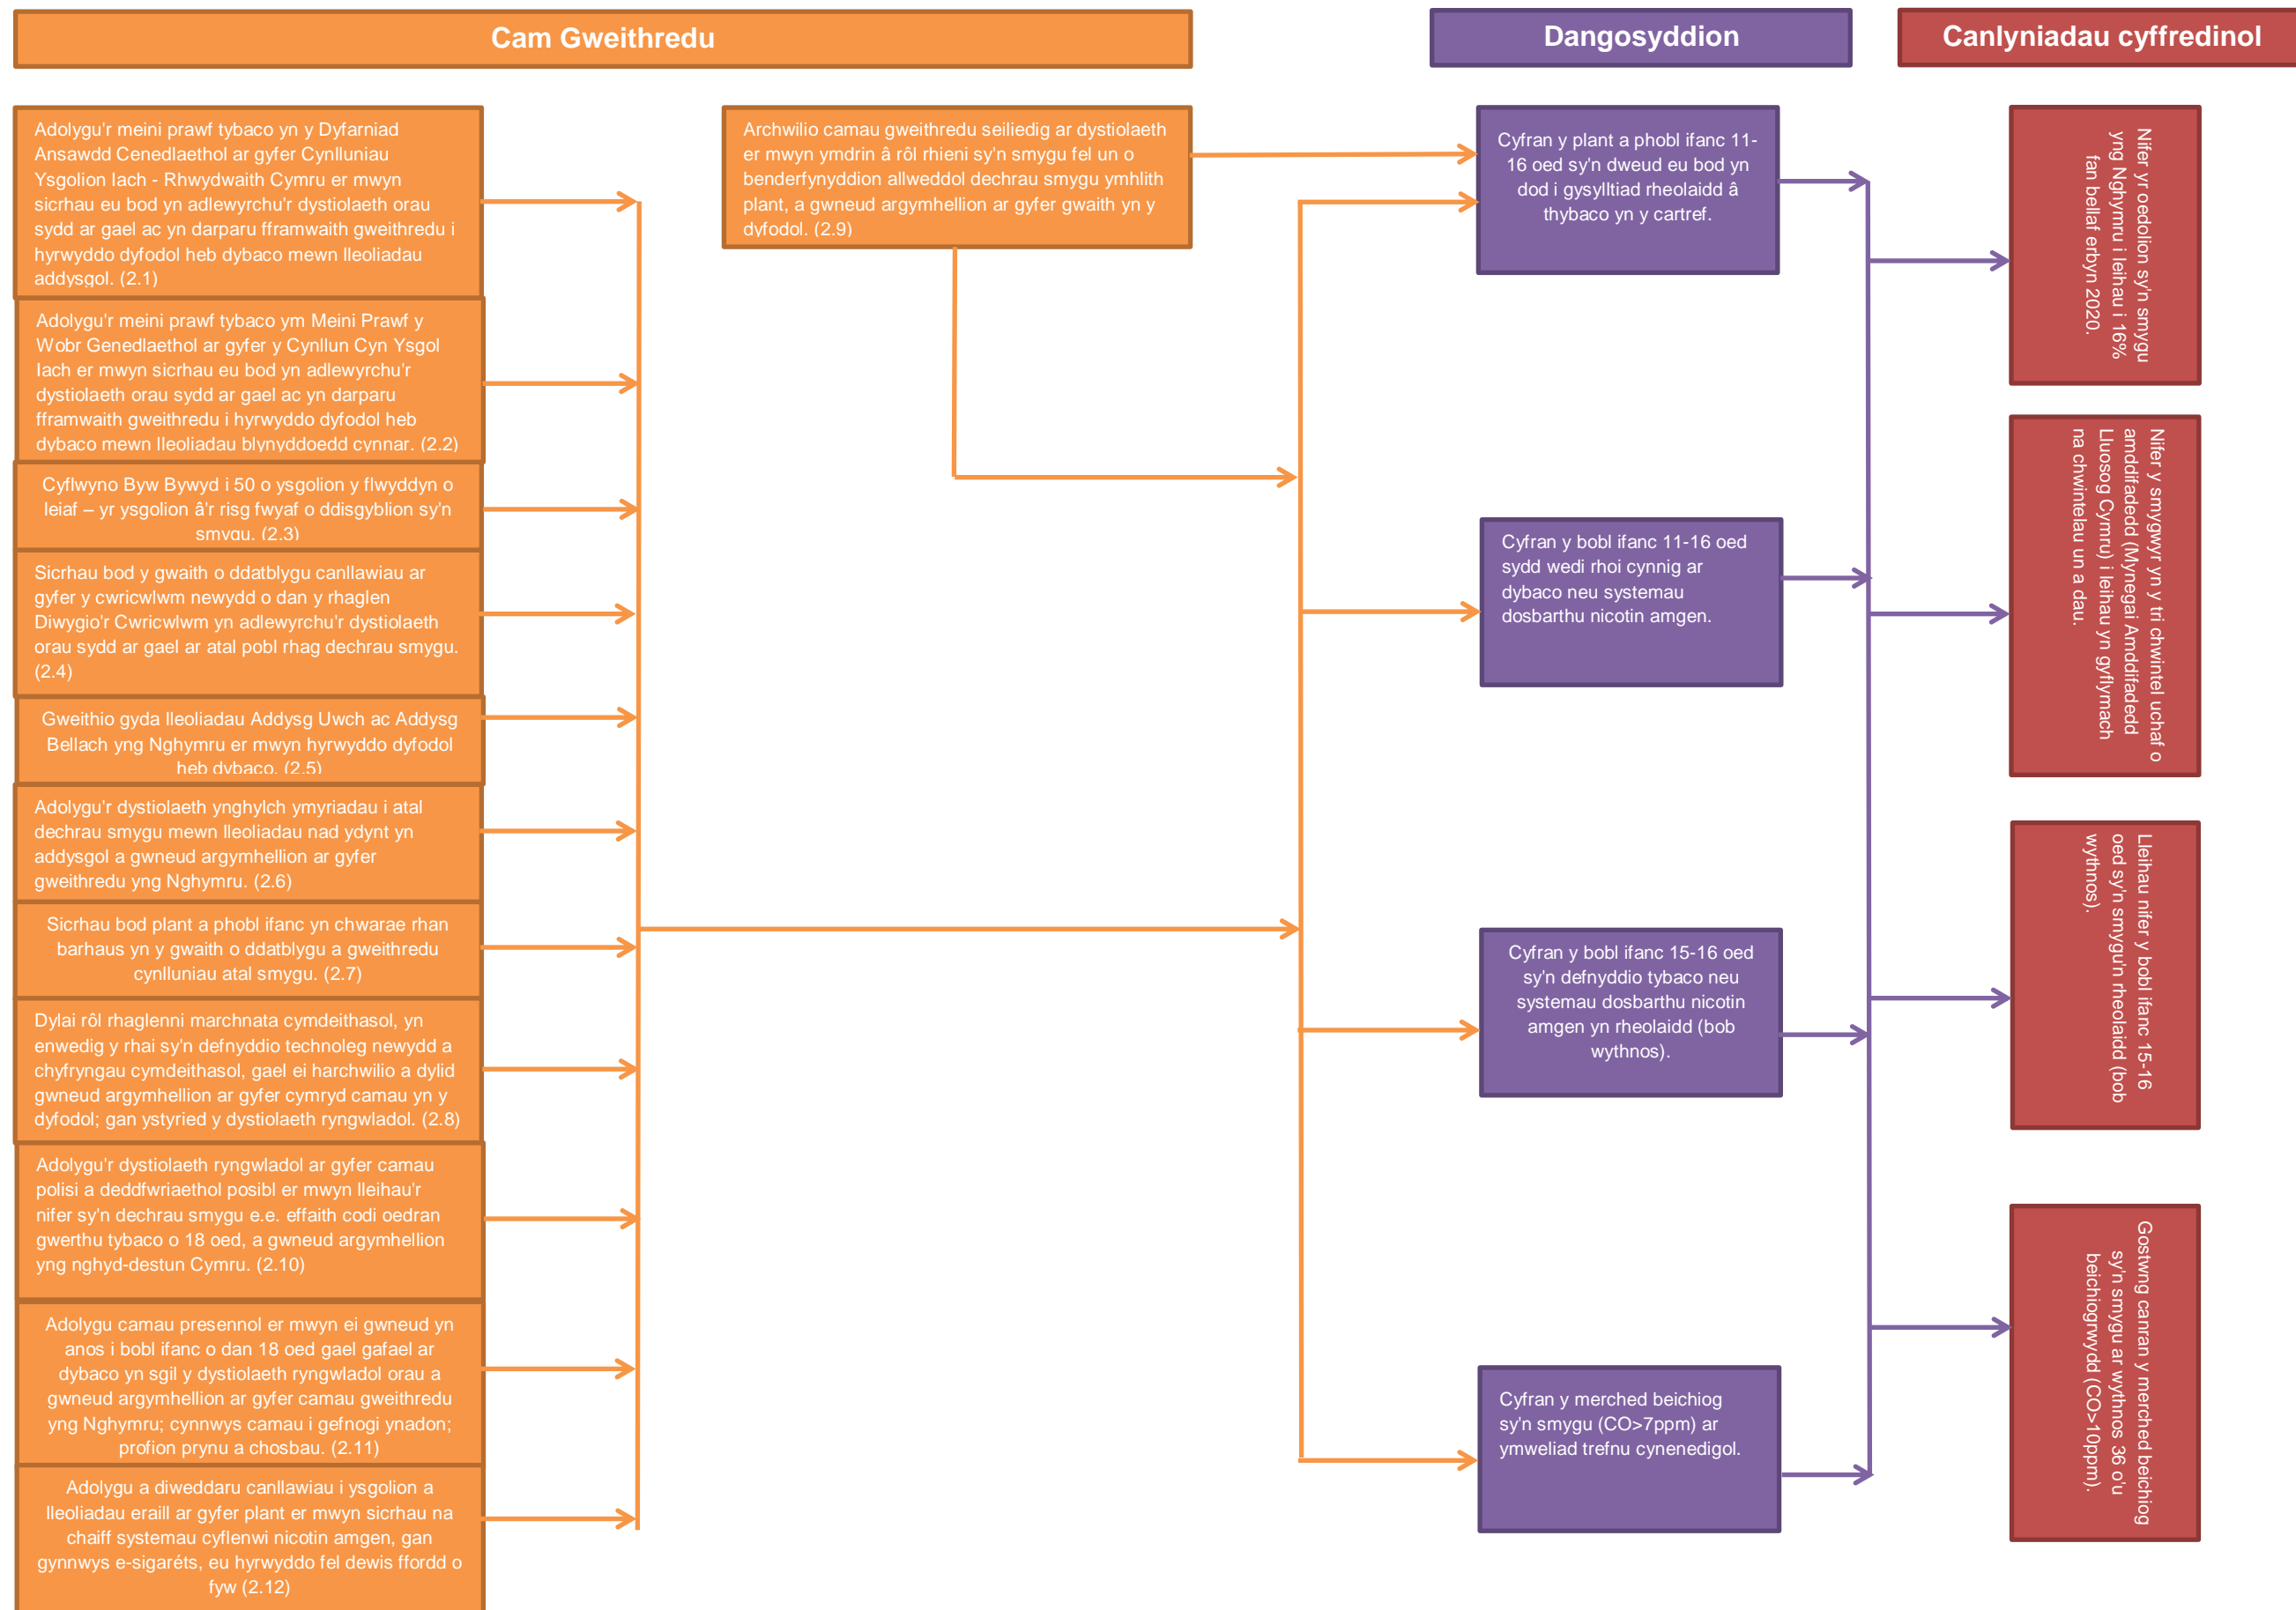 Cam Gweithredu
Dangosyddion
Canlyniadau cyffredinol
Adolygu'r meini prawf tybaco yn y Dyfarniad
Ansawdd Cenedlaethol ar gyfer Cynlluniau
Ysgolion Iach - Rhwydwaith Cymru er mwyn
sicrhau eu bod yn adlewyrchu'r dystiolaeth orau
sydd ar gael ac yn darparu fframwaith gweithredu i
hyrwyddo dyfodol heb dybaco mewn lleoliadau
addysgol. (2.1)
Adolygu'r meini prawf tybaco ym Meini Prawf y
Wobr Genedlaethol ar gyfer y Cynllun Cyn Ysgol
Iach er mwyn sicrhau eu bod yn adlewyrchu'r
dystiolaeth orau sydd ar gael ac yn darparu
fframwaith gweithredu i hyrwyddo dyfodol heb
dybaco mewn lleoliadau blynyddoedd cynnar. (2.2)
Cyflwyno Byw Bywyd i 50 o ysgolion y flwyddyn o
leiaf – yr ysgolion â'r risg fwyaf o ddisgyblion sy'n
smygu. (2.3)
Sicrhau bod y gwaith o ddatblygu canllawiau ar
gyfer y cwricwlwm newydd o dan y rhaglen
Diwygio'r Cwricwlwm yn adlewyrchu'r dystiolaeth
orau sydd ar gael ar atal pobl rhag dechrau smygu.
(2.4)
Gweithio gyda lleoliadau Addysg Uwch ac Addysg
Bellach yng Nghymru er mwyn hyrwyddo dyfodol
heb dybaco. (2.5)
Adolygu'r dystiolaeth ynghylch ymyriadau i atal
dechrau smygu mewn lleoliadau nad ydynt yn
addysgol a gwneud argymhellion ar gyfer
gweithredu yng Nghymru. (2.6)
Sicrhau bod plant a phobl ifanc yn chwarae rhan
barhaus yn y gwaith o ddatblygu a gweithredu
cynlluniau atal smygu. (2.7)
Dylai rôl rhaglenni marchnata cymdeithasol, yn
enwedig y rhai sy'n defnyddio technoleg newydd a
chyfryngau cymdeithasol, gael ei harchwilio a dylid
gwneud argymhellion ar gyfer cymryd camau yn y
dyfodol; gan ystyried y dystiolaeth ryngwladol. (2.8)
Adolygu'r dystiolaeth ryngwladol ar gyfer camau
polisi a deddfwriaethol posibl er mwyn lleihau'r
nifer sy'n dechrau smygu e.e. effaith codi oedran
gwerthu tybaco o 18 oed, a gwneud argymhellion
yng nghyd-destun Cymru. (2.10)
Adolygu camau presennol er mwyn ei gwneud yn
anos i bobl ifanc o dan 18 oed gael gafael ar
dybaco yn sgil y dystiolaeth ryngwladol orau a
gwneud argymhellion ar gyfer camau gweithredu
yng Nghymru; cynnwys camau i gefnogi ynadon;
profion prynu a chosbau. (2.11)
Adolygu a diweddaru canllawiau i ysgolion a
lleoliadau eraill ar gyfer plant er mwyn sicrhau na
chaiff systemau cyflenwi nicotin amgen, gan
gynnwys e-sigaréts, eu hyrwyddo fel dewis ffordd o
fyw (2.12)
Archwilio camau gweithredu seiliedig ar dystiolaeth
er mwyn ymdrin â rôl rhieni sy'n smygu fel un o
benderfynyddion allweddol dechrau smygu ymhlith
plant, a gwneud argymhellion ar gyfer gwaith yn y
dyfodol. (2.9)
Cyfran y plant a phobl ifanc 11-
16 oed sy'n dweud eu bod yn
dod i gysylltiad rheolaidd â
thybaco yn y cartref.
Cyfran y bobl ifanc 11-16 oed
sydd wedi rhoi cynnig ar
dybaco neu systemau
dosbarthu nicotin amgen.
Cyfran y bobl ifanc 15-16 oed
sy'n defnyddio tybaco neu
systemau dosbarthu nicotin
amgen yn rheolaidd (bob
wythnos).
Cyfran y merched beichiog
sy'n smygu (CO>7ppm) ar
ymweliad trefnu cynenedigol.
Nifer yr oedolion sy'n smygu
yng Nghymru i leihau i 16%
fan bellaf erbyn 2020.
Nifer y smygwyr yn y tri chwintel uchaf o
amddifadedd (Mynegai Amddifadedd
Lluosog Cymru) i leihau yn gyflymach
na chwintelau un a dau.
Lleihau nifer y bobl ifanc 15-16
oed sy'n smygu'n rheolaidd (bob
wythnos).
Gostwng canran y merched beichiog
sy'n smygu ar wythnos 36 o'u
beichiogrwydd (CO>10ppm).